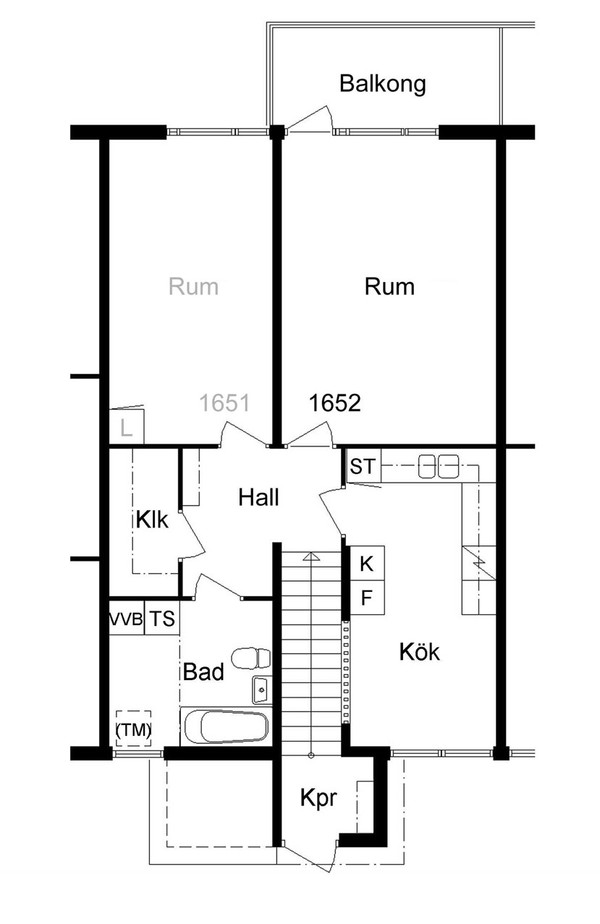 Balkong
Rum
Rum
1651
1652
L
ST
Hall
Klk
K
F
VVB
TS
Kök
Bad
(TM)
Kpr